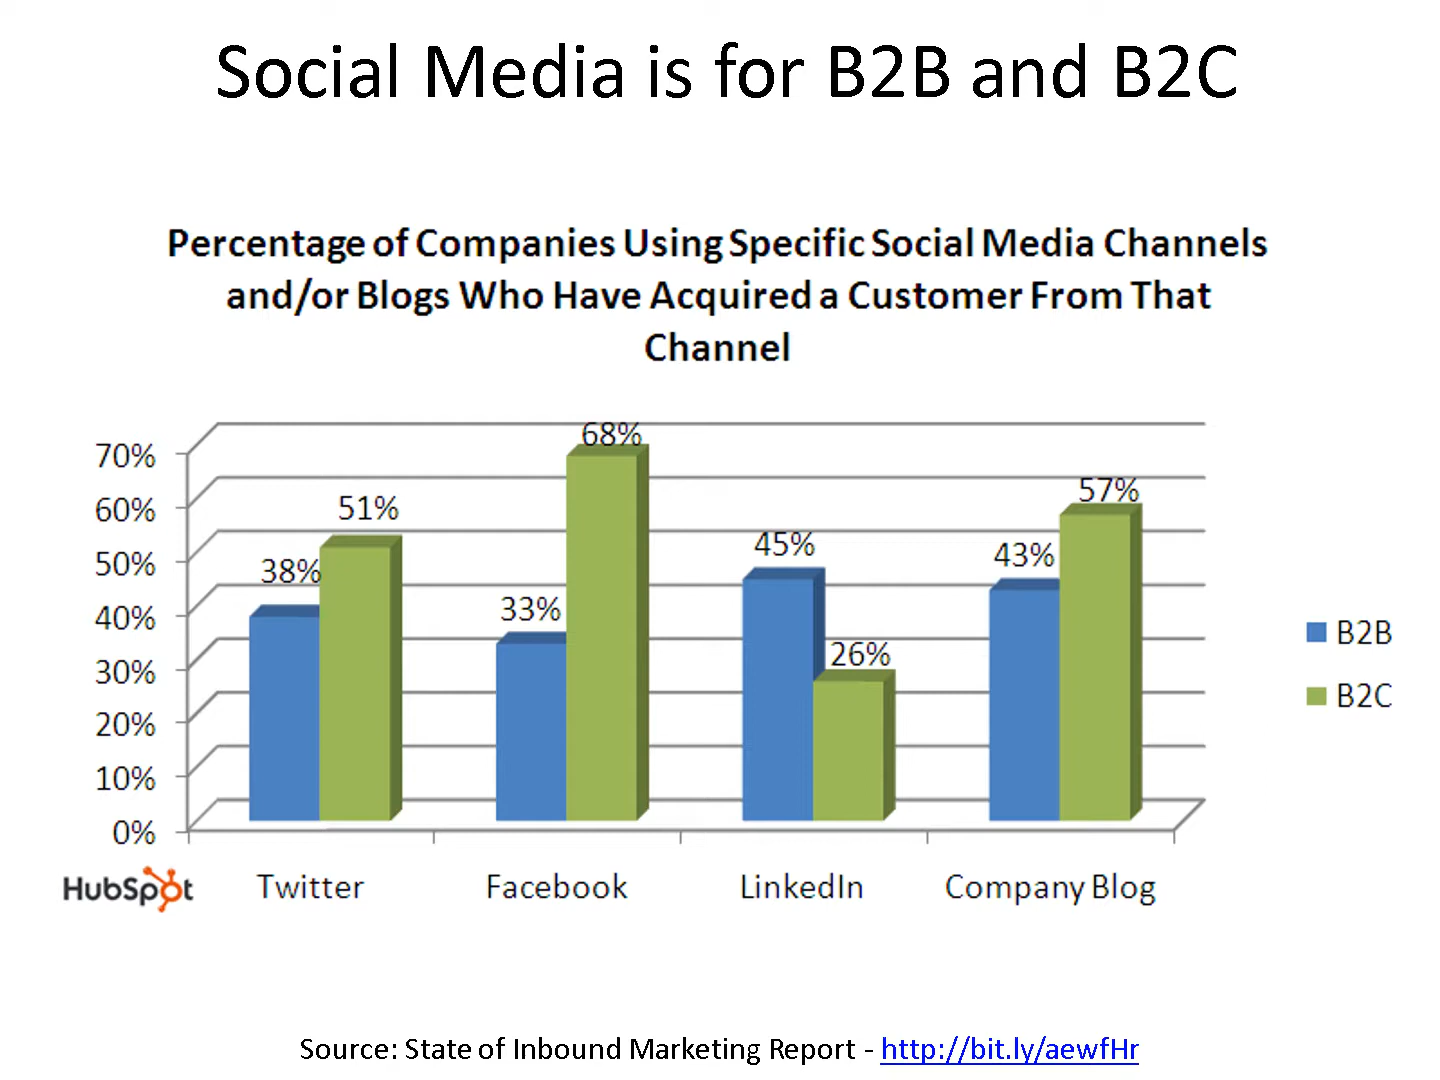 Social Media is for B2B and B2C
Percentage of Companies Using Specific Social Media Channels
and/or Blogs Who Have Acquired a Customer From That
Channel
70%
60%
50%
40%
30%
20%
10%
0%
38%
51%
33%
68%
45%
26%
43%
57%
B2B
B2C
HubSpot
Twitter
Facebook
LinkedIn
Company Blog
Source: State of Inbound Marketing Report - http://bit.ly/aewfHr